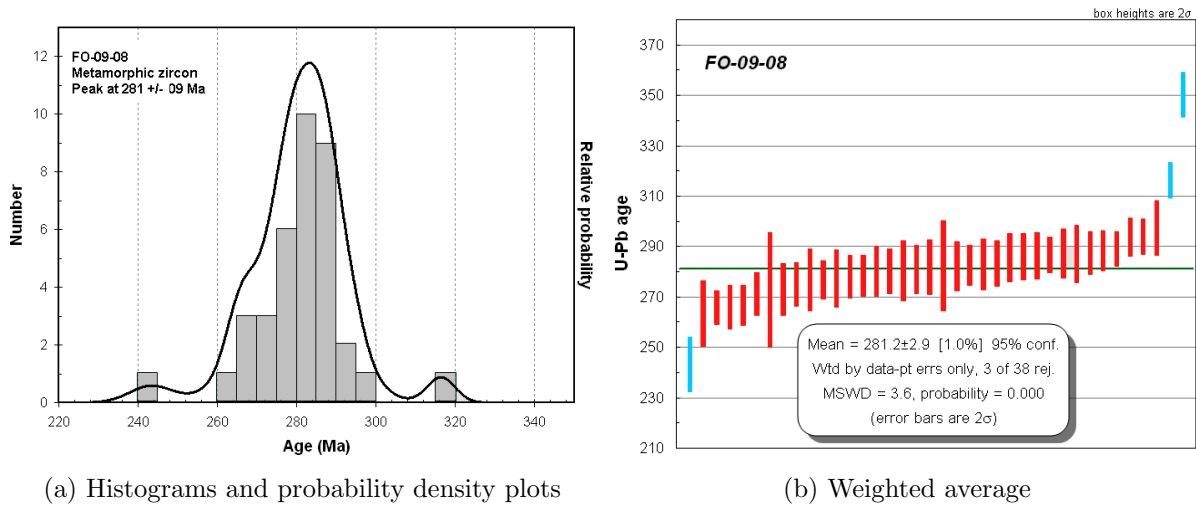 FO-09-08
Metamorphic zircon
Peak at 281 +/- 09 Ma
12
10
8
6
4
2
0
Number
Relative probability
220 240 260 280 300 320 340
Age (Ma)
(a) Histograms and probability density plots
box heights are 2σ
FO-09-08
370
350
330
310
290
270
250
230
210
U-Pb age
Mean = 281.2±2.9 [1.0%] 95% conf.
Wtd by data-pt errs only, 3 of 38 rej.
MSWD = 3.6, probability = 0.000
(error bars are 2σ)
(b) Weighted average